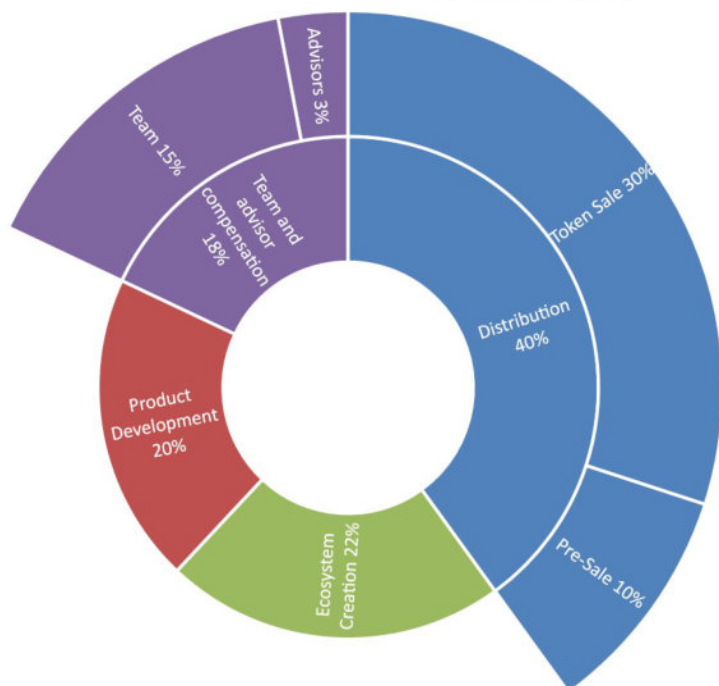 Advisors 3%
Team 15%
Team and
advisor
compensation
18%
Token Sale 30%
Distribution
40%
Product
Development
20%
Ecosystem
Creation 22%
Pre-Sale 10%